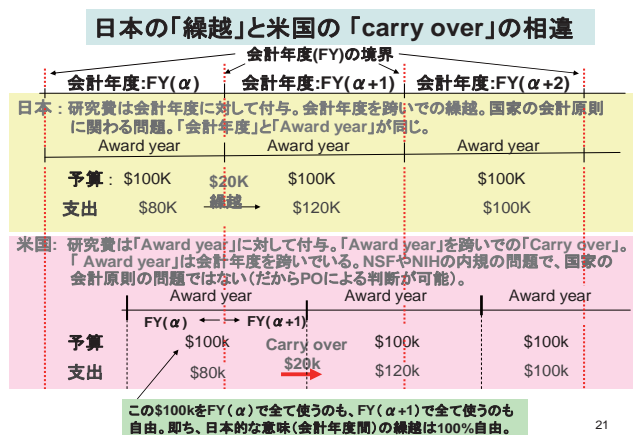 日本の「繰越」と米国の 「carry over」の相違
会計年度(FY)の境界
会計年度:FY(α) 会計年度:FY(α+1) 会計年度:FY(α+2)
日本 : 研究費は会計年度に対して付与。会計年度を跨いでの繰越。国家の会計原則
に関わる問題。「会計年度」と「Award year」が同じ。
Award year Award year Award year
予算 : $100K $20K $100K $100K
繰越
支出 $80K $120K $100K
米国: 研究費は「Award year」に対して付与。「Award year」を跨いでの「Carry over」。
「 Award year」は会計年度を跨いでいる。NSFやNIHの内規の問題で、国家の
会計原則の問題ではない(だからPOによる判断が可能)。
Award year Award year Award year
FY(α) FY(α+1)
予算 $100k Carry over $100k $100k
$20k
支出 $80k $120k $100k
この$100kをFY(α)で全て使うのも、FY(α+1)で全て使うのも
自由。即ち、日本的な意味(会計年度間)の繰越は100%自由。
21